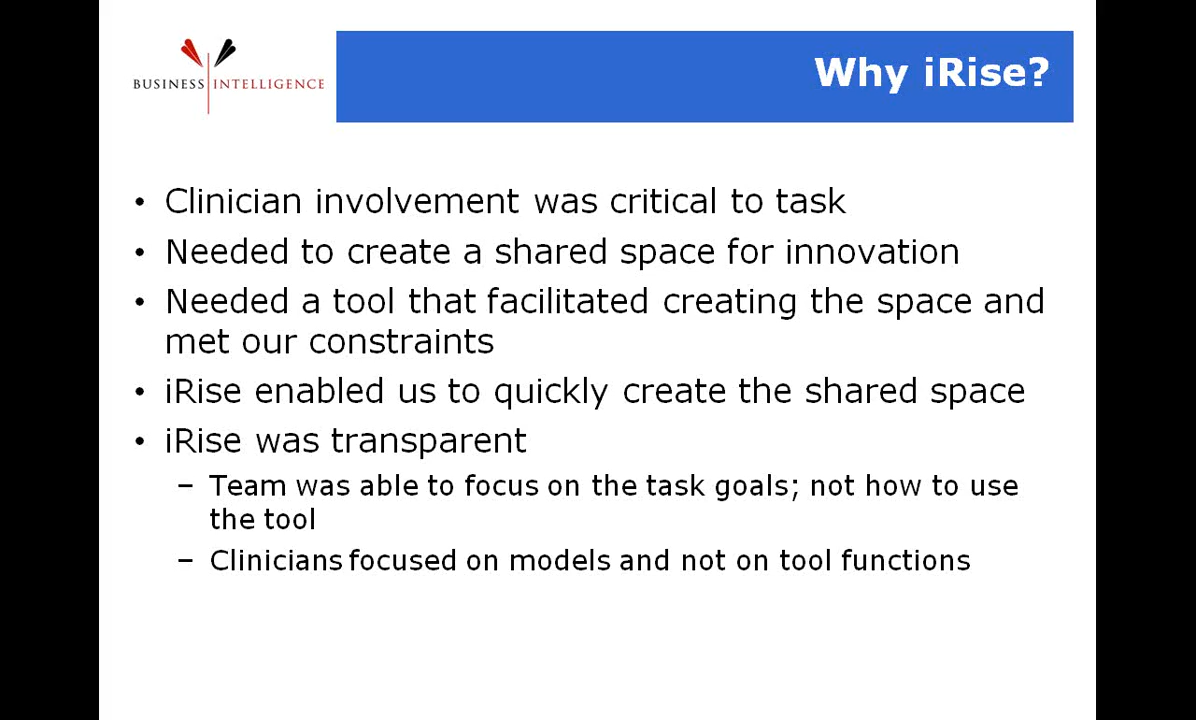 BUSINESS INTELLIGENCE
Why iRise?
• Clinician involvement was critical to task
• Needed to create a shared space for innovation
• Needed a tool that facilitated creating the space and
met our constraints
• iRise enabled us to quickly create the shared space
• iRise was transparent
– Team was able to focus on the task goals; not how to use
the tool
– Clinicians focused on models and not on tool functions